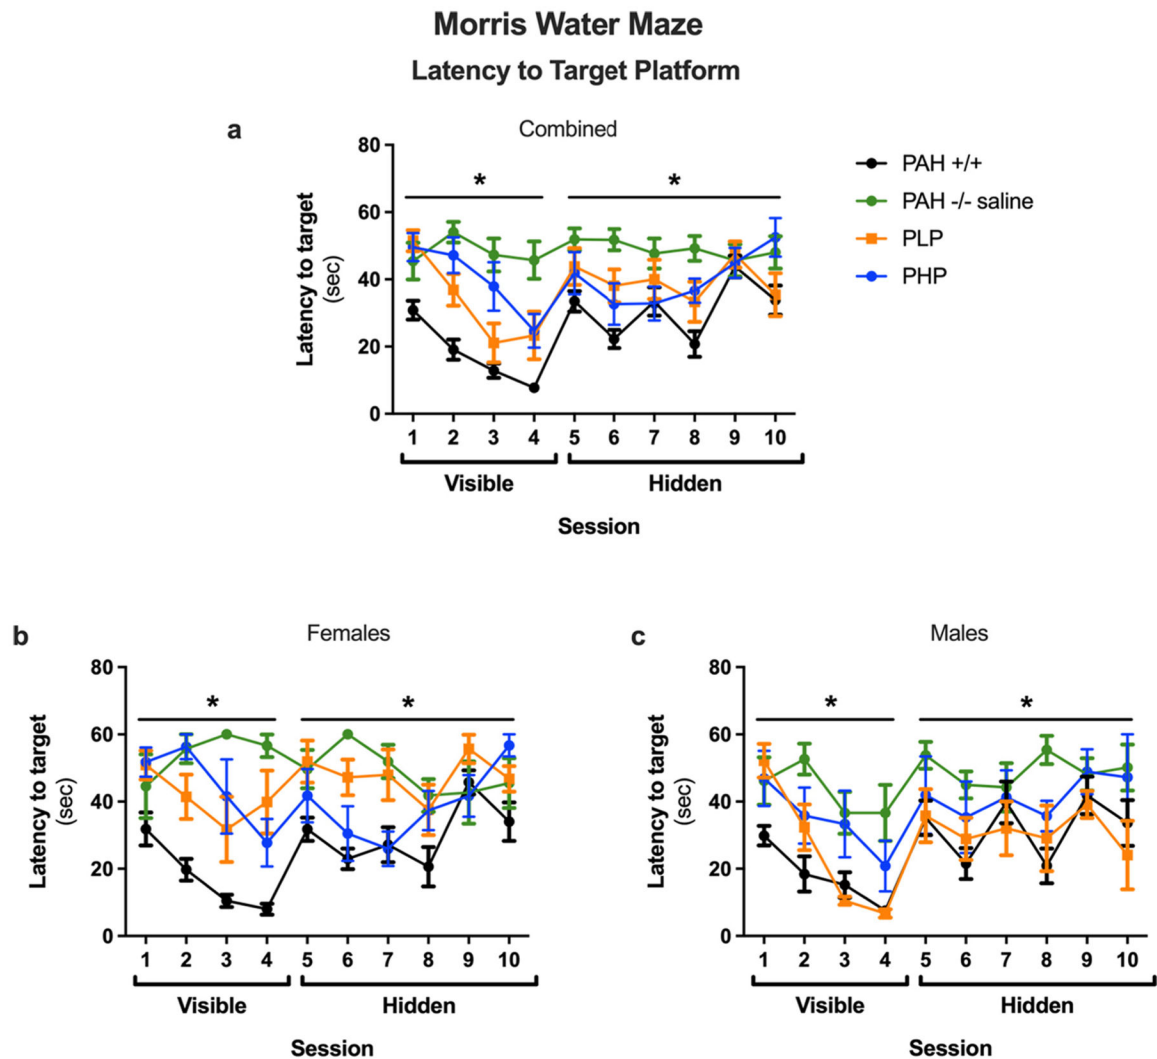 Morris Water Maze
Latency to Target Platform
a
Combined
80
60
40
20
0
Latency to target
(sec)
*
*
1 2 3 4 5 6 7 8 9 10
Visible
Hidden
Session
PAH +/+
PAH -/- saline
PLP
PHP
b
Females
80
60
40
20
0
Latency to target
(sec)
*
*
1 2 3 4 5 6 7 8 9 10
Visible
Hidden
Session
c
Males
80
60
40
20
0
Latency to target
(sec)
*
*
1 2 3 4 5 6 7 8 9 10
Visible
Hidden
Session